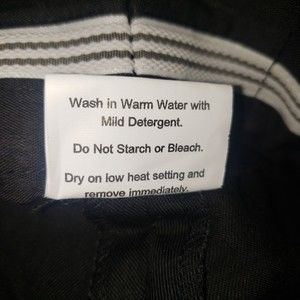 Wash in Warm Water with
Mild Detergent.
Do Not Starch or Bleach.
Dry on low heat setting and
remove immediately.